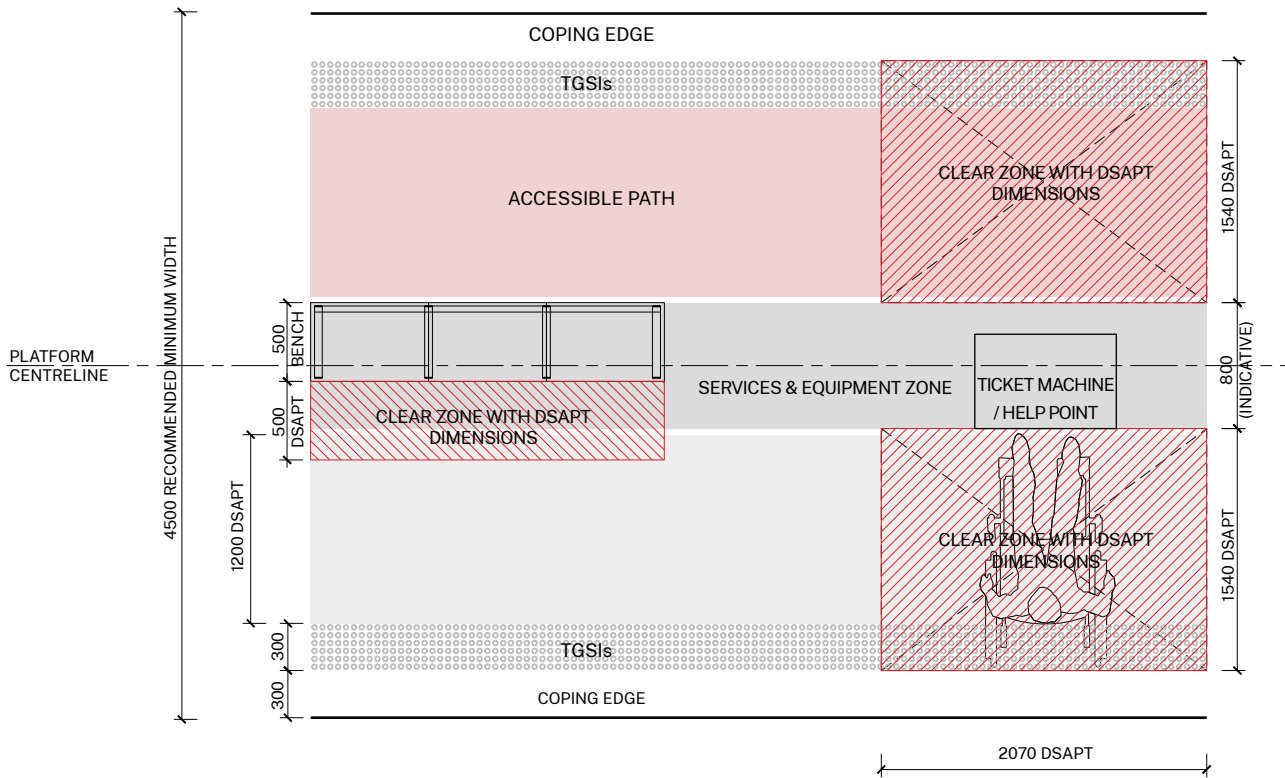 COPING EDGE
TGSIs
ACCESSIBLE PATH
CLEAR ZONE WITH DSAPT
DIMENSIONS
1540 DSAPT
4500 RECOMMENDED MINIMUM WIDTH
500
BENCH
PLATFORM
CENTRELINE
SERVICES & EQUIPMENT ZONE
TICKET MACHINE
/ HELP POINT
800
(INDICATIVE)
500
DSAPT
CLEAR ZONE WITH DSAPT
DIMENSIONS
1200 DSAPT
CLEAR ZONE WITH DSAPT
DIMENSIONS
1540 DSAPT
300
TGSIs
300
COPING EDGE
2070 DSAPT